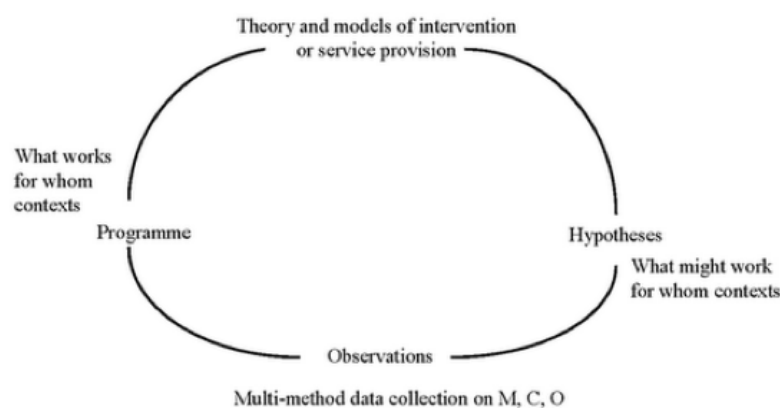 Theory and models of intervention
or service provision
What works
for whom
contexts
Programme
Hypotheses
What might work
for whom contexts
Observations
Multi-method data collection on M, C, O